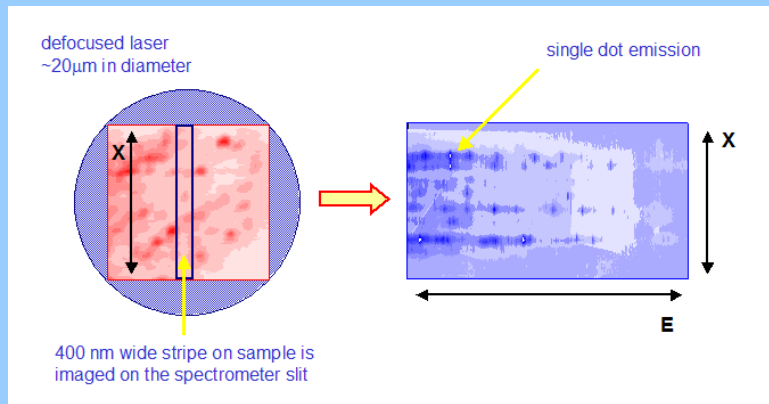 defocused laser
~20μm in diameter
single dot emission
X
X
E
400 nm wide stripe on sample is
imaged on the spectrometer slit